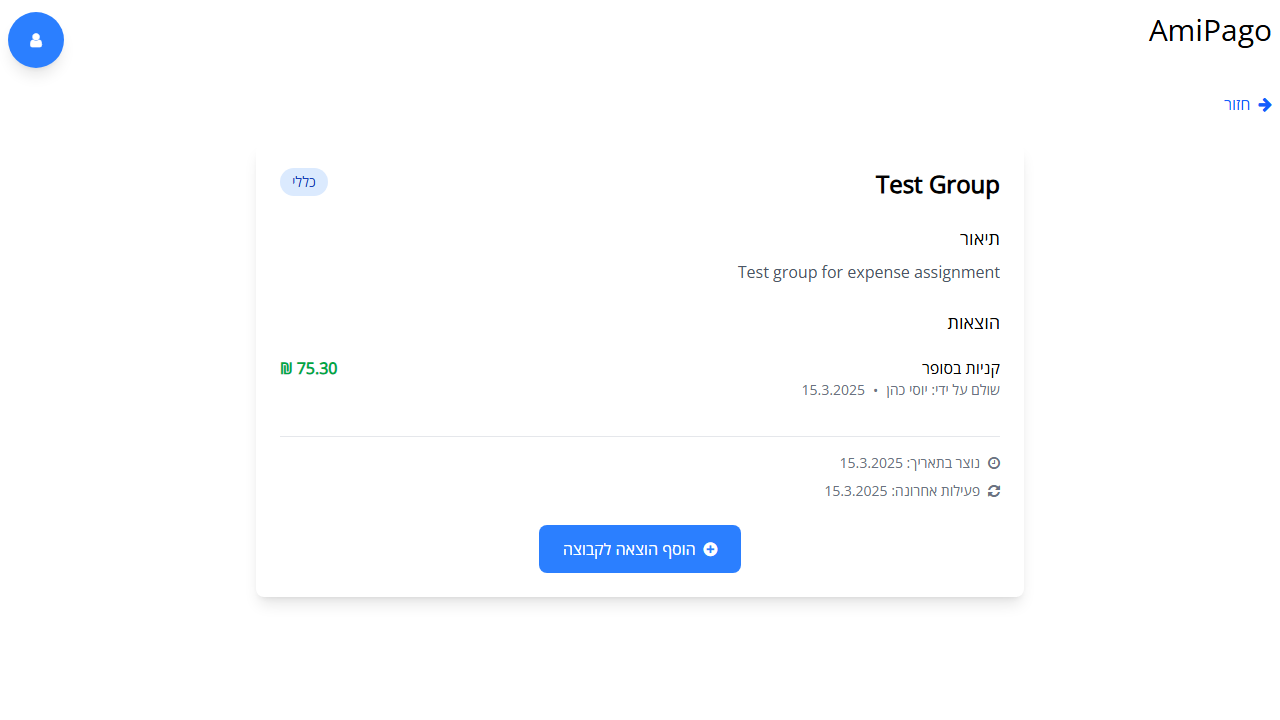 AmiPago
חזור
Test Group
כללי
תיאור
Test group for expense assignment
הוצאות
קניות בסופר
75.30 ₪
שולם על ידי: יוסי כהן • 15.3.2025
נוצר בתאריך: 15.3.2025
פעילות אחרונה: 15.3.2025
הוסף הוצאה לקבוצה